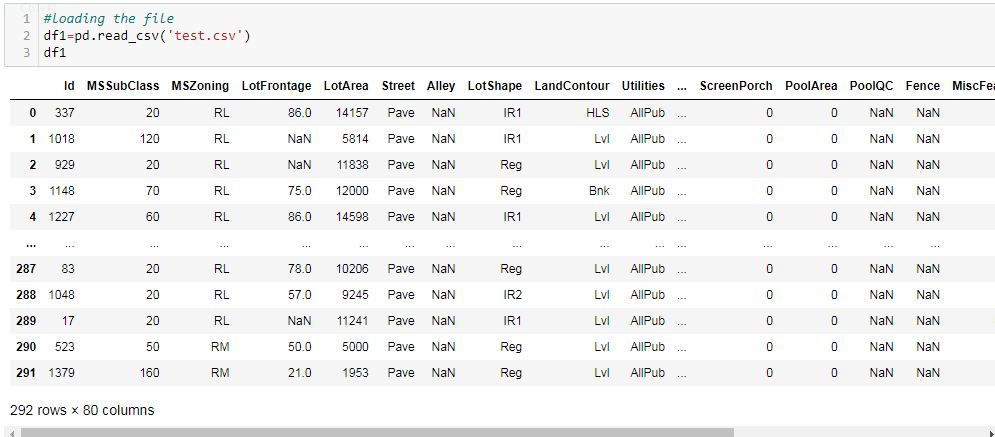 1 #loading the file
2 df1=pd.read_csv('test.csv')
3 df1
Id MSSubClass MSZoning LotFrontage LotArea Street Alley LotShape LandContour Utilities ... ScreenPorch PoolArea PoolQC Fence MiscFea
0 337 20 RL 86.0 14157 Pave NaN IR1 HLS AllPub ... 0 0 NaN NaN
1 1018 120 RL NaN 5814 Pave NaN IR1 Lvl AllPub ... 0 0 NaN NaN
2 929 20 RL NaN 11838 Pave NaN Reg Lvl AllPub ... 0 0 NaN NaN
3 1148 70 RL 75.0 12000 Pave NaN Reg Bnk AllPub ... 0 0 NaN NaN
4 1227 60 RL 86.0 14598 Pave NaN IR1 Lvl AllPub ... 0 0 NaN NaN
... ... ... ... ... ... ... ... ... ... ... ... ... ... ... ...
287 83 20 RL 78.0 10206 Pave NaN Reg Lvl AllPub ... 0 0 NaN NaN
288 1048 20 RL 57.0 9245 Pave NaN IR2 Lvl AllPub ... 0 0 NaN NaN
289 17 20 RL NaN 11241 Pave NaN IR1 Lvl AllPub ... 0 0 NaN NaN
290 523 50 RM 50.0 5000 Pave NaN Reg Lvl AllPub ... 0 0 NaN NaN
291 1379 160 RM 21.0 1953 Pave NaN Reg Lvl AllPub ... 0 0 NaN NaN
292 rows × 80 columns